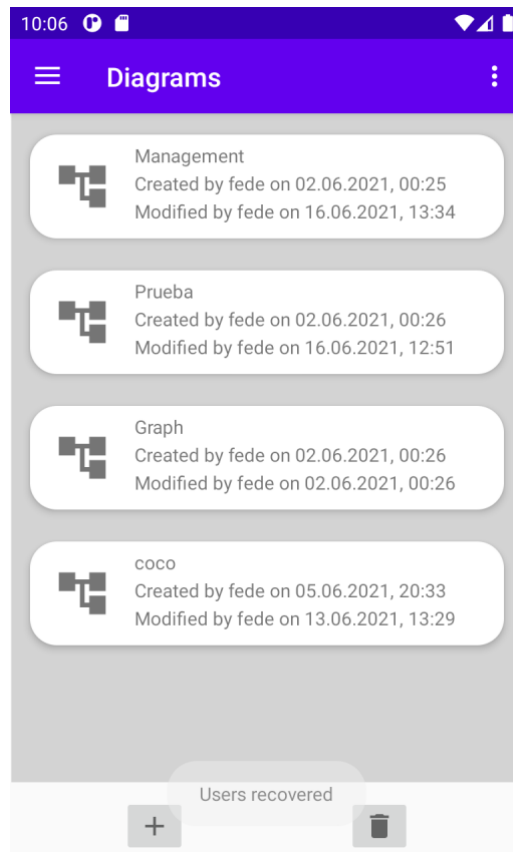 10:06
Diagrams
Management
Created by fede on 02.06.2021, 00:25
Modified by fede on 16.06.2021, 13:34
Prueba
Created by fede on 02.06.2021, 00:26
Modified by fede on 16.06.2021, 12:51
Graph
Created by fede on 02.06.2021, 00:26
Modified by fede on 02.06.2021, 00:26
coco
Created by fede on 05.06.2021, 20:33
Modified by fede on 13.06.2021, 13:29
Users recovered